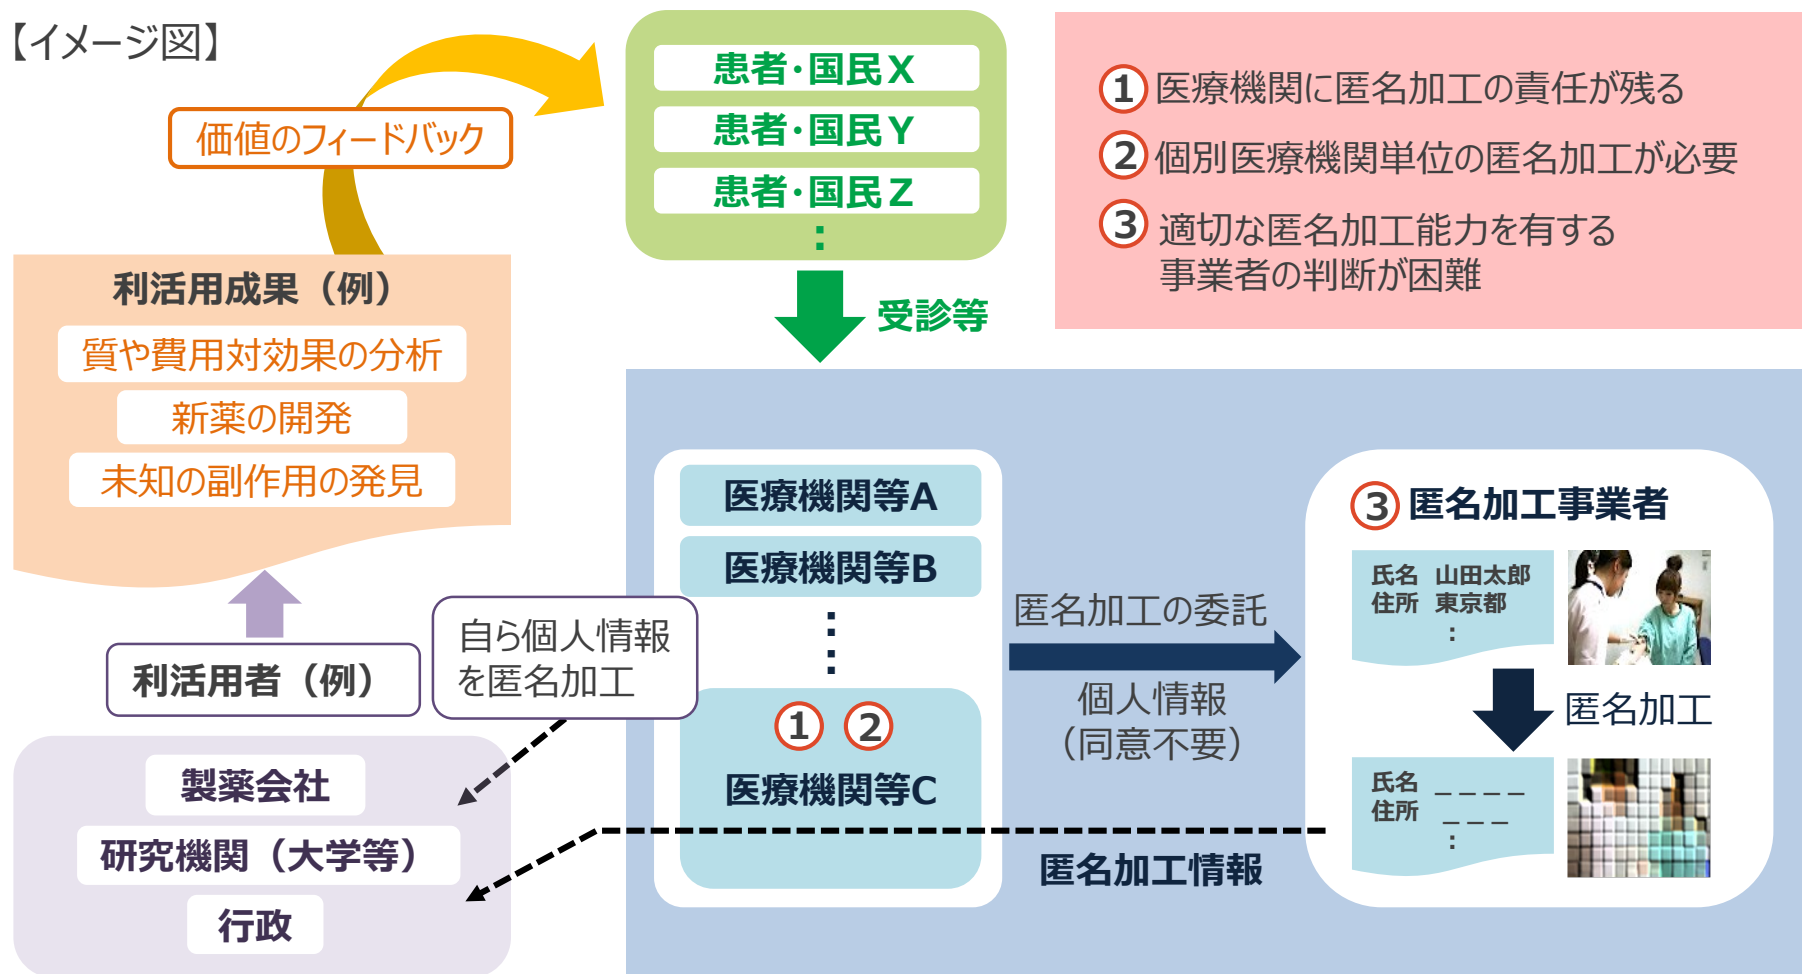 【イメージ図】
価値のフィードバック
患者・国民X
患者・国民Y
患者・国民Z
：
受診等
① 医療機関に匿名加工の責任が残る
② 個別医療機関単位の匿名加工が必要
③ 適切な匿名加工能力を有する
事業者の判断が困難
利活用成果（例）
質や費用対効果の分析
新薬の開発
未知の副作用の発見
利活用者（例）
自ら個人情報
を匿名加工
製薬会社
研究機関（大学等）
行政
医療機関等A
医療機関等B
：
：
① ②
医療機関等C
匿名加工の委託
個人情報
（同意不要）
匿名加工情報
③ 匿名加工事業者
氏名 山田太郎
住所 東京都
：
匿名加工
氏名 ＿＿＿＿
住所 ＿＿＿
：